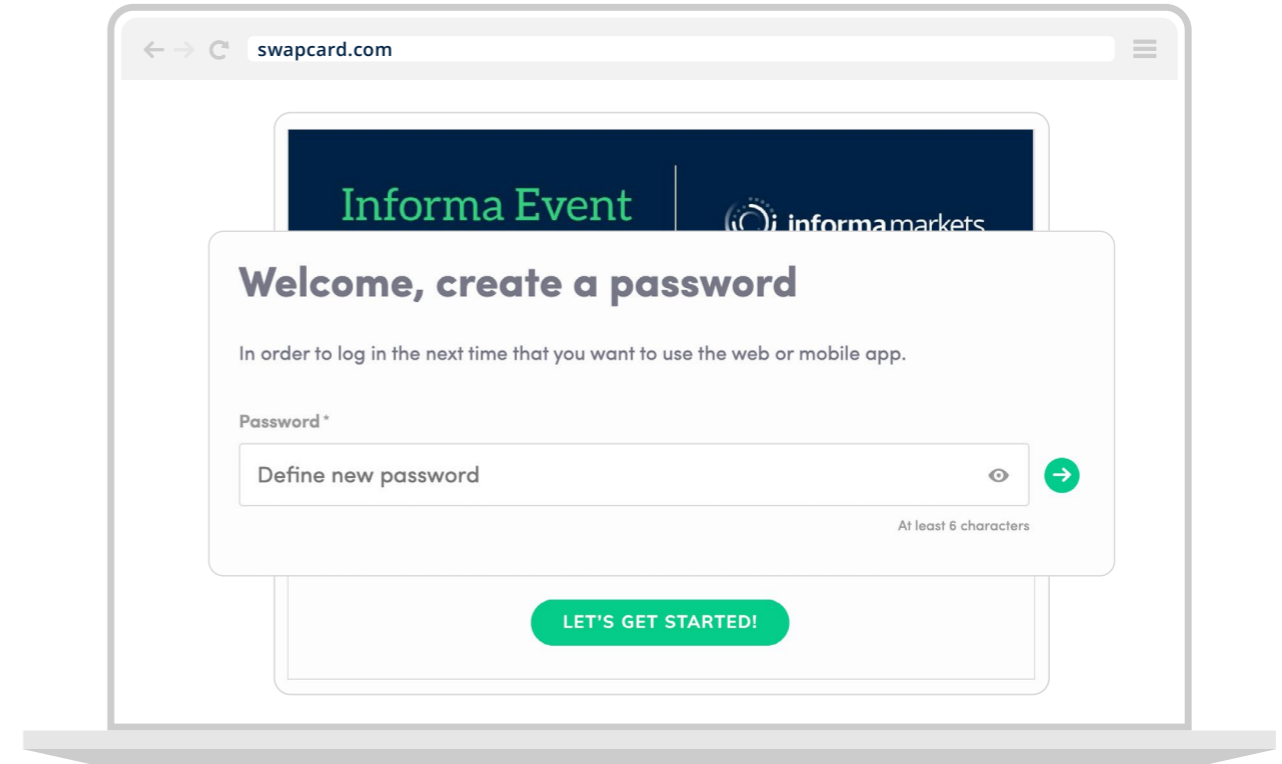 swapcard.com
Informa Event
informa markets
Welcome, create a password
In order to log in the next time that you want to use the web or mobile app.
Password *
Define new password
At least 6 characters
LET'S GET STARTED!